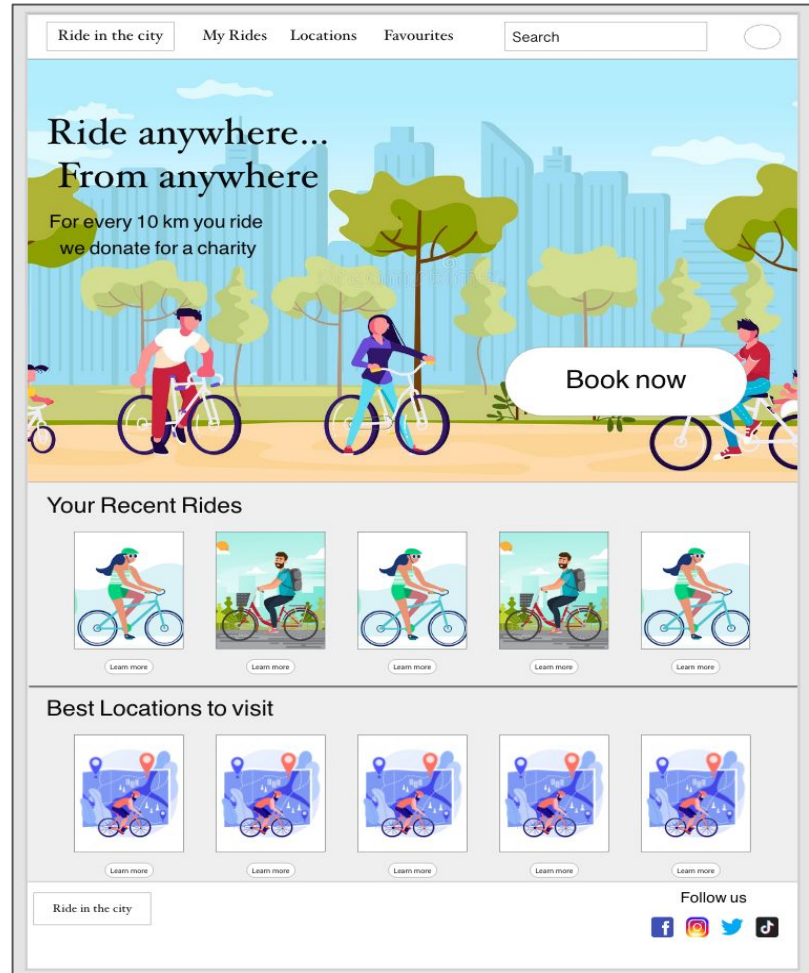 Ride in the city
My Rides
Locations
Favourites
Search
Ride anywhere...
From anywhere
For every 10 km you ride
we donate for a charity
Book now
Your Recent Rides
Learn more
Learn more
Learn more
Learn more
Learn more
Best Locations to visit
Learn more
Learn more
Learn more
Learn more
Learn more
Ride in the city
Follow us